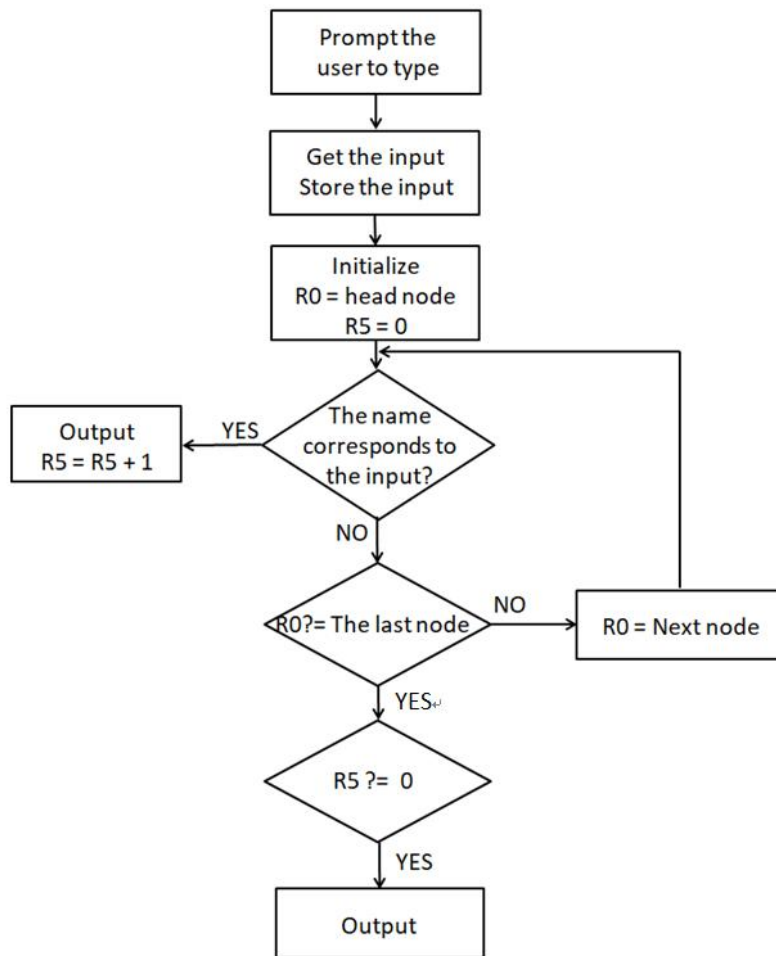 Prompt the
user to type
Get the input
Store the input
Initialize
R0 = head node
R5 = 0
The name
corresponds to
the input?
YES
Output
R5 = R5 + 1
NO
R0?= The last node
NO
R0 = Next node
YES↵
R5 ?= 0
YES
Output